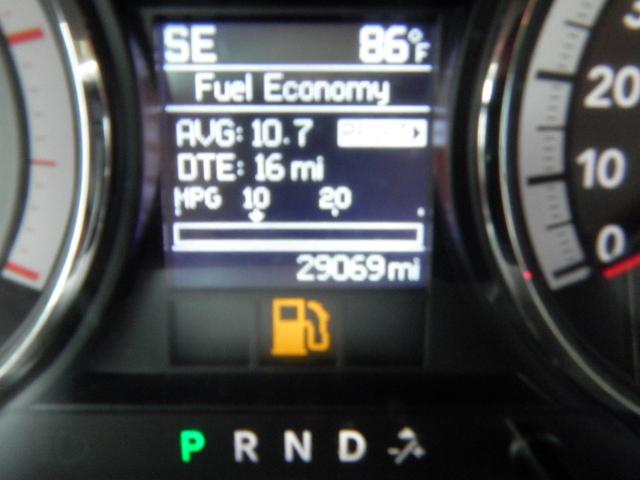 SE 86°F
Fuel Economy
AVG: 10.7
DTE: 16 mi
MPG 10 20
29069 mi
20
10
0
P R N D